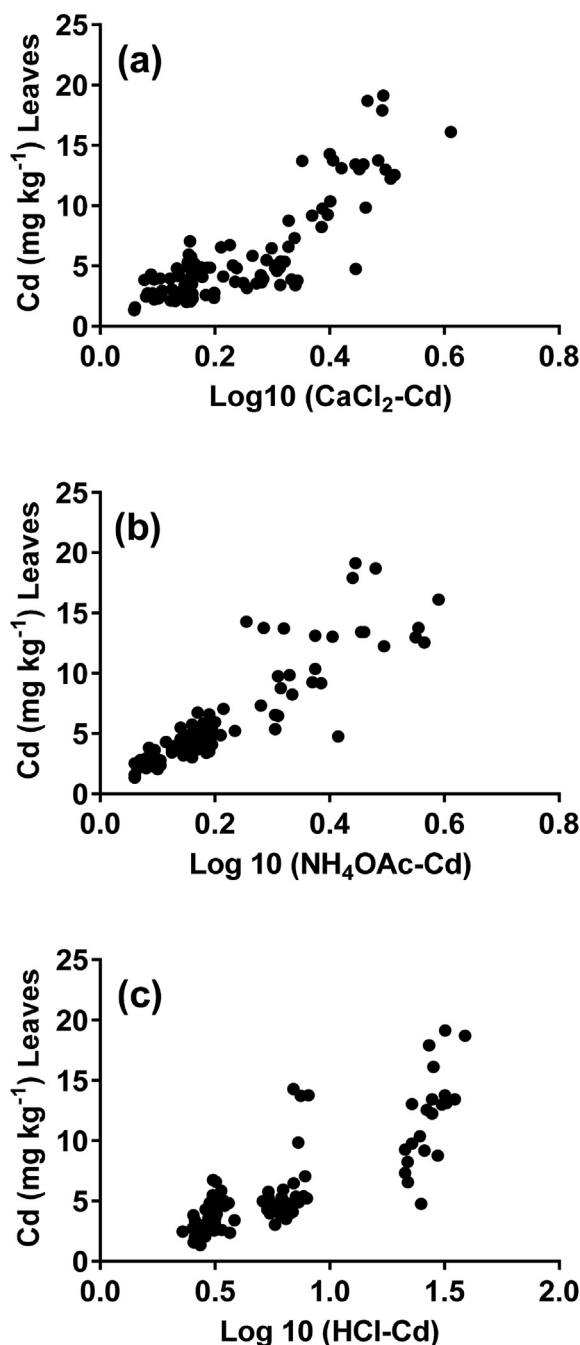 25
(a)
20
15
10
5
0
Cd (mg kg⁻¹) Leaves
0.0 0.2 0.4 0.6 0.8
Log10 (CaCl₂-Cd)
25
(b)
20
15
10
5
0
Cd (mg kg⁻¹) Leaves
0.0 0.2 0.4 0.6 0.8
Log 10 (NH₄OAc-Cd)
25
(c)
20
15
10
5
0
Cd (mg kg⁻¹) Leaves
0.0 0.5 1.0 1.5 2.0
Log 10 (HCl-Cd)